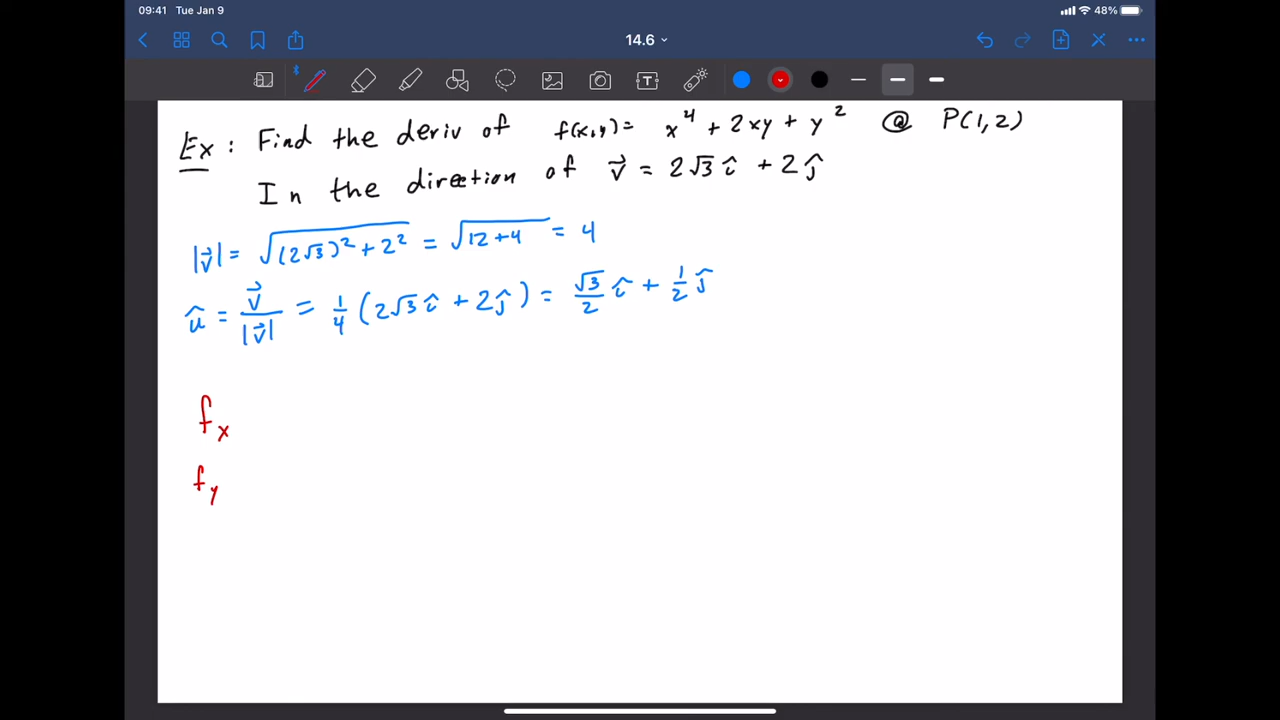 09:41 Tue Jan 9 48%
14.6
T
Ex: Find the deriv of f(x,y)= x⁴ + 2xy + y² @ P(1,2)
In the direction of v⃗ = 2√3 î + 2 ĵ
|v⃗| = √((2√3)² + 2²) = √(12+4) = 4
û = v⃗/|v⃗| = 1/4 (2√3 î + 2 ĵ) = √3/2 î + 1/2 ĵ
fₓ
f_y